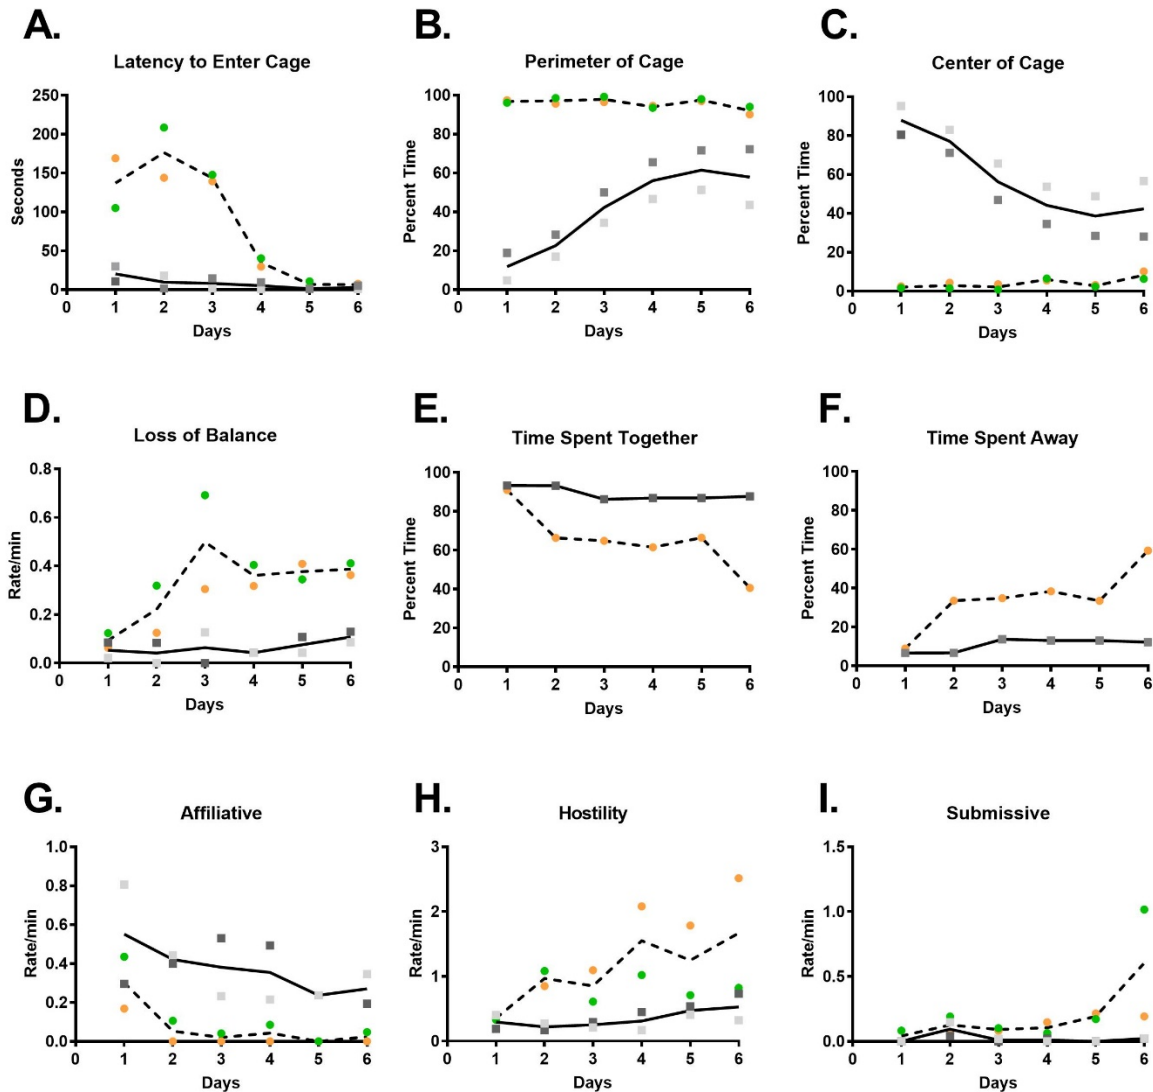 A.
Latency to Enter Cage
250
200
150
100
50
0
Seconds
0 1 2 3 4 5 6
Days
B.
Perimeter of Cage
100
80
60
40
20
0
Percent Time
0 1 2 3 4 5 6
Days
C.
Center of Cage
100
80
60
40
20
0
Percent Time
0 1 2 3 4 5 6
Days
D.
Loss of Balance
0.8
0.6
0.4
0.2
0.0
Rate/min
0 1 2 3 4 5 6
Days
E.
Time Spent Together
100
80
60
40
20
0
Percent Time
0 1 2 3 4 5 6
Days
F.
Time Spent Away
100
80
60
40
20
0
Percent Time
0 1 2 3 4 5 6
Days
G.
Affiliative
1.0
0.8
0.6
0.4
0.2
0.0
Rate/min
0 1 2 3 4 5 6
Days
H.
Hostility
3
2
1
0
Rate/min
0 1 2 3 4 5 6
Days
I.
Submissive
1.5
1.0
0.5
0.0
Rate/min
0 1 2 3 4 5 6
Days